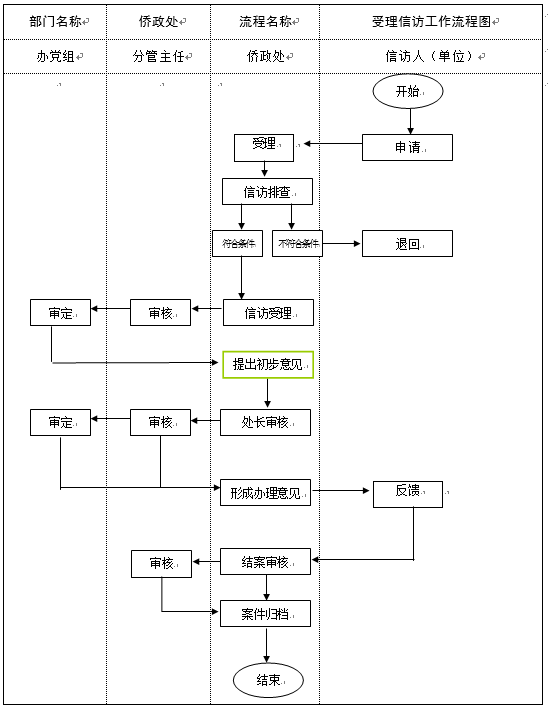 部门名称 侨政处 流程名称 受理信访工作流程图
办党组 分管主任 侨政处 信访人（单位）
开始
受理 申请
信访排查
符合条件 不符合条件 退回
审定 审核 信访受理
提出初步意见
审定 审核 处长审核
形成办理意见 反馈
审核 结案审核
案件归档
结束